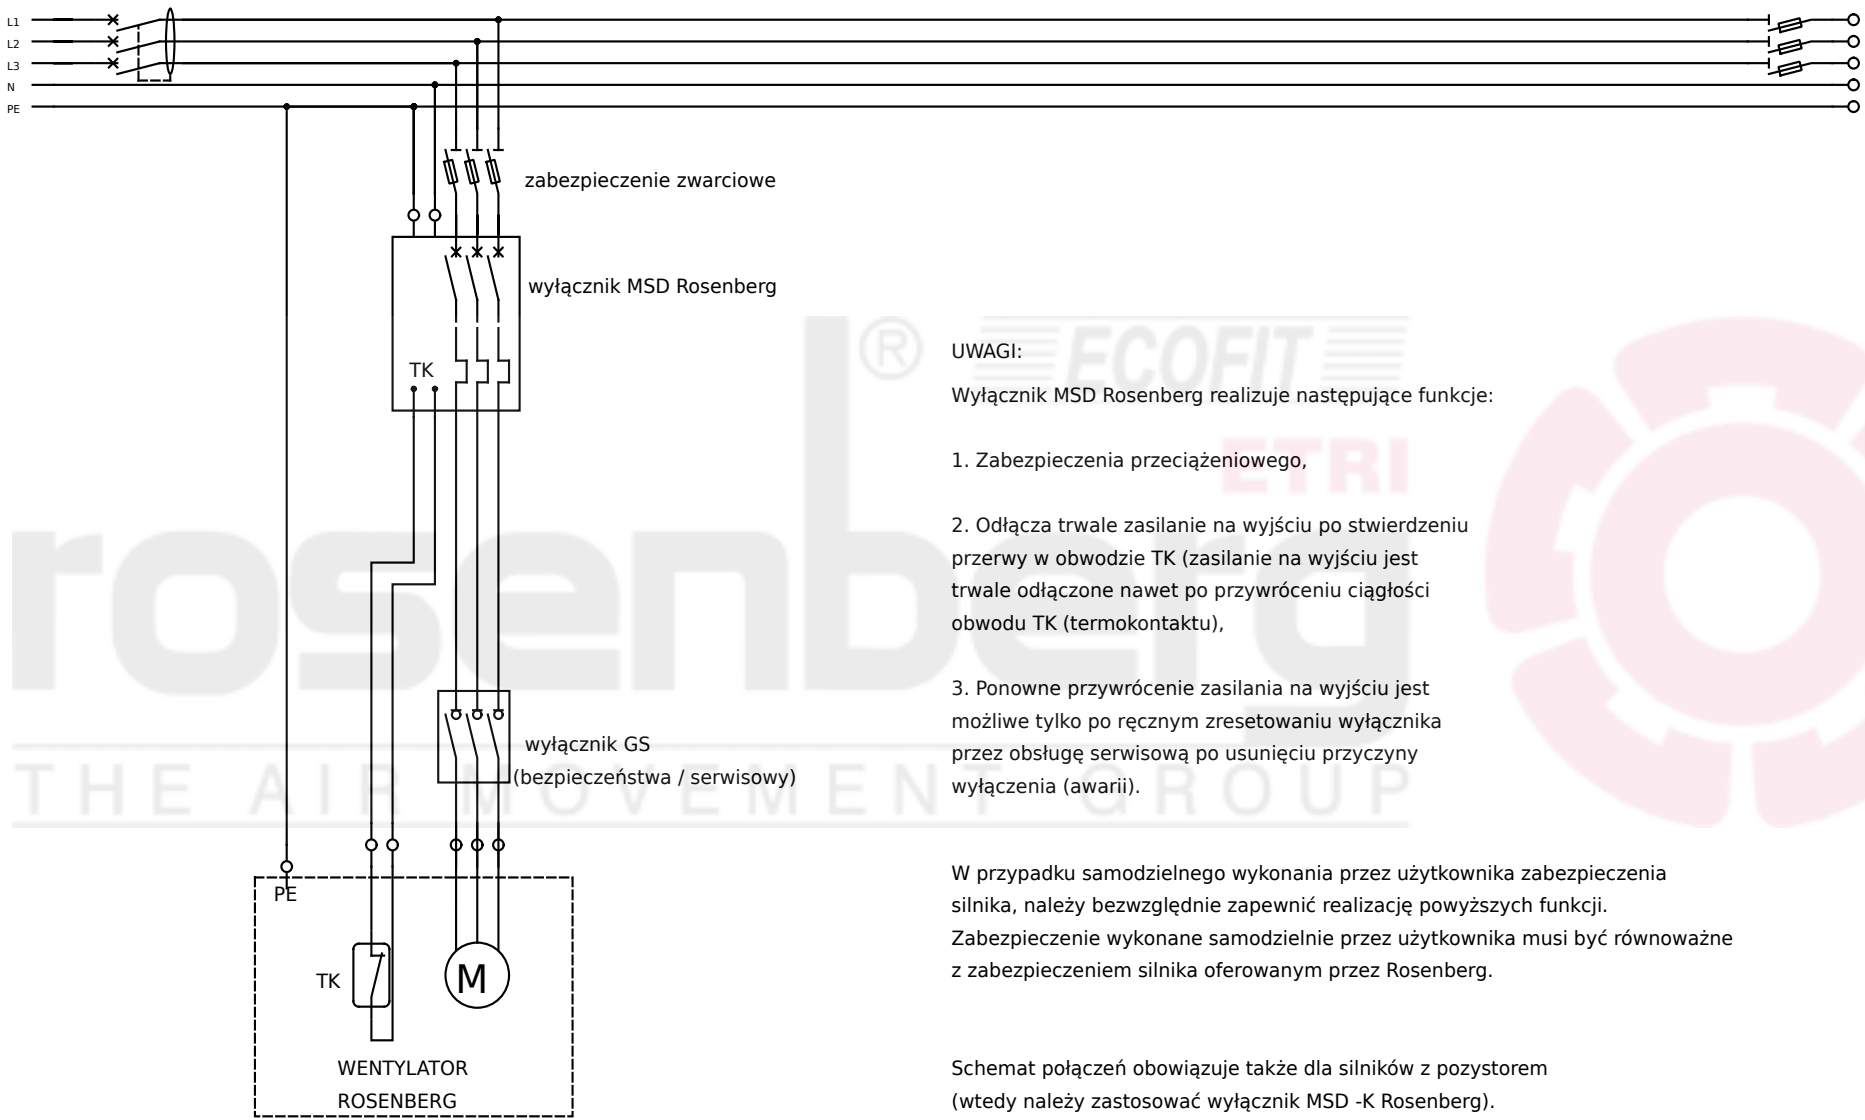 L1
L2
L3
N
PE
zabezpieczenie zwarciowe
wyłącznik MSD Rosenberg
TK
wyłącznik GS
(bezpieczeństwa / serwisowy)
PE
TK
M
WENTYLATOR
ROSENBERG
UWAGI:
Wyłącznik MSD Rosenberg realizuje następujące funkcje:
1. Zabezpieczenia przeciążeniowego,
2. Odłącza trwale zasilanie na wyjściu po stwierdzeniu
przerwy w obwodzie TK (zasilanie na wyjściu jest
trwale odłączone nawet po przywróceniu ciągłości
obwodu TK (termokontaktu),
3. Ponowne przywrócenie zasilania na wyjściu jest
możliwe tylko po ręcznym zresetowaniu wyłącznika
przez obsługę serwisową po usunięciu przyczyny
wyłączenia (awarii).
W przypadku samodzielnego wykonania przez użytkownika zabezpieczenia
silnika, należy bezwzględnie zapewnić realizację powyższych funkcji.
Zabezpieczenie wykonane samodzielnie przez użytkownika musi być równoważne
z zabezpieczeniem silnika oferowanym przez Rosenberg.
Schemat połączeń obowiązuje także dla silników z pozystorem
(wtedy należy zastosować wyłącznik MSD -K Rosenberg).
rosenberg ®
ECOFIT
ETRI
THE AIR MOVEMENT GROUP